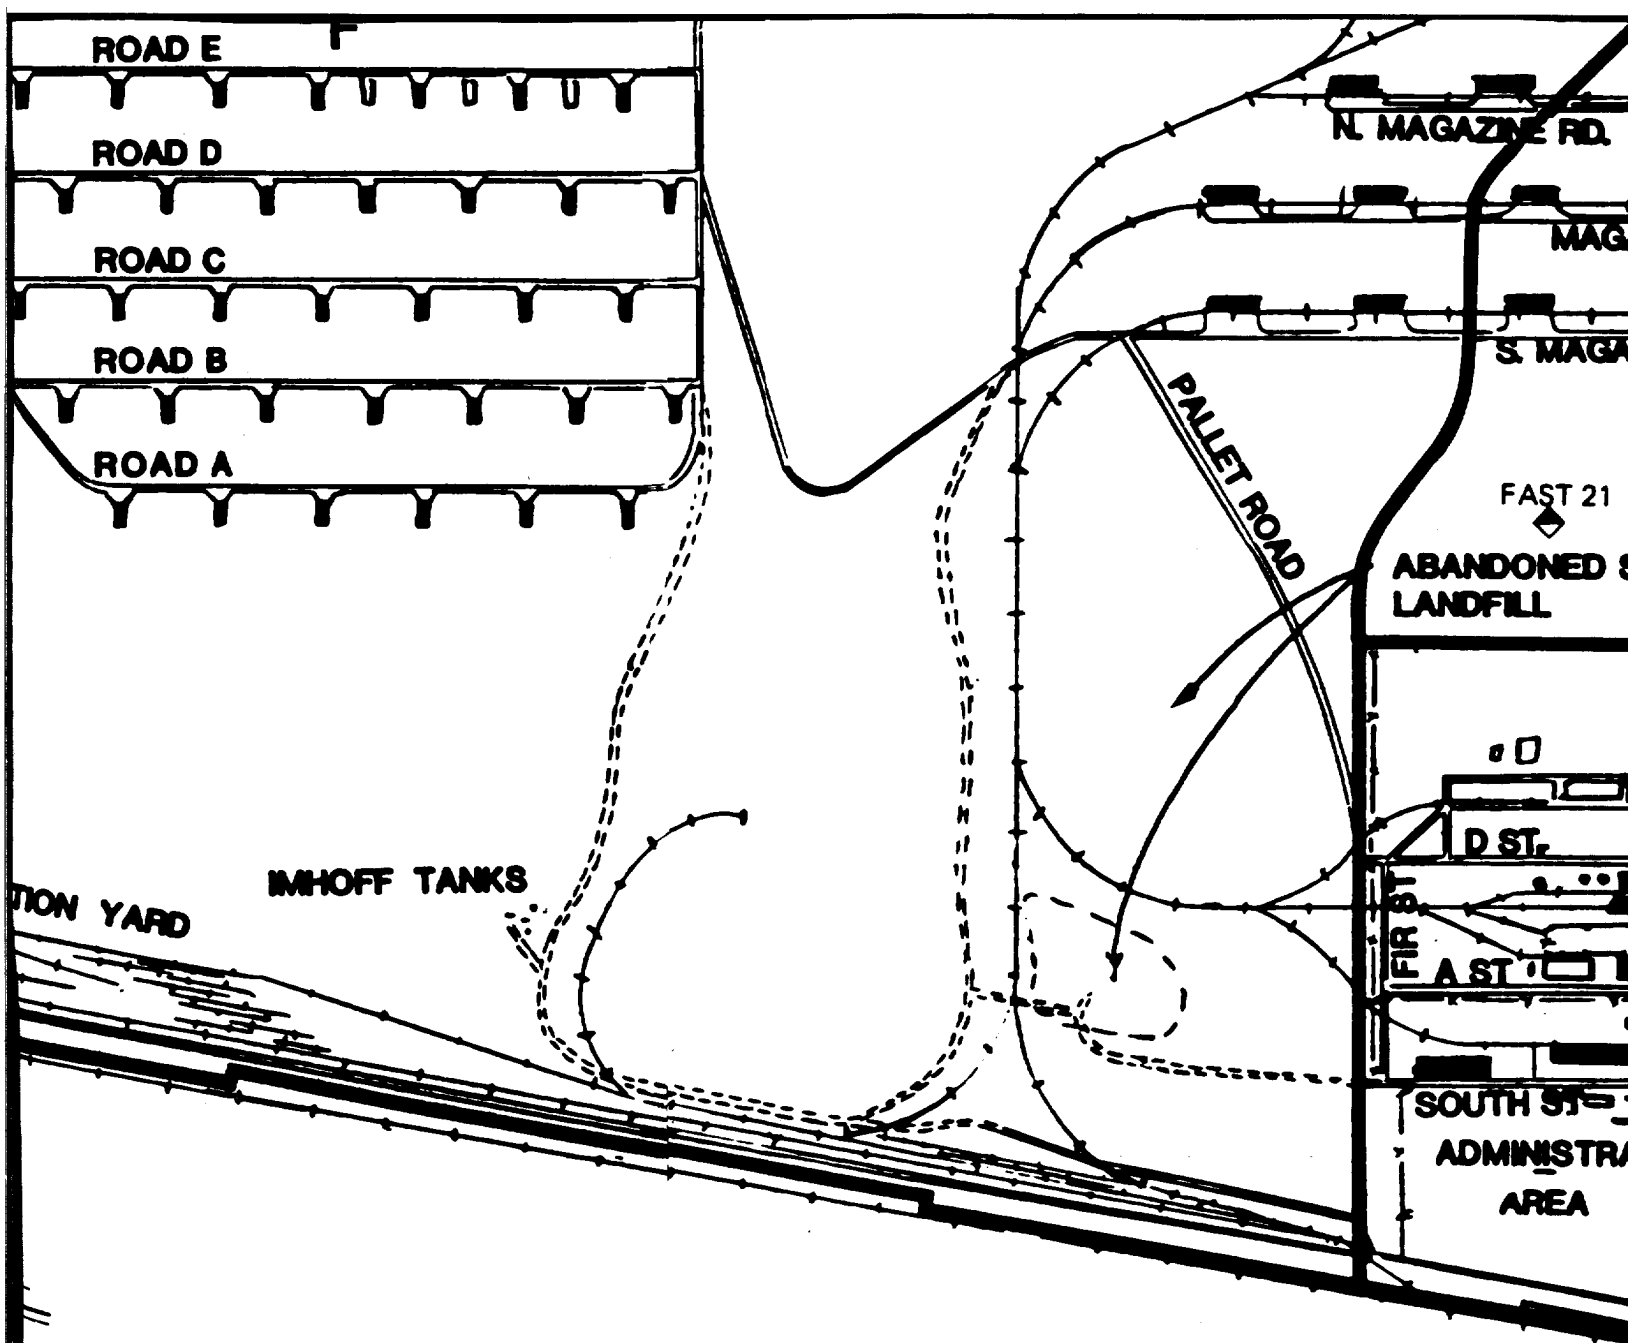 ROAD E
N. MAGAZINE RD.
ROAD D
MAGA
ROAD C
ROAD B
S. MAGA
PALLET ROAD
ROAD A
FAST 21
ABANDONED S
LANDFILL
D ST.
IMHOFF TANKS
TION YARD
FIR ST
A ST
SOUTH ST
ADMINISTRA
AREA